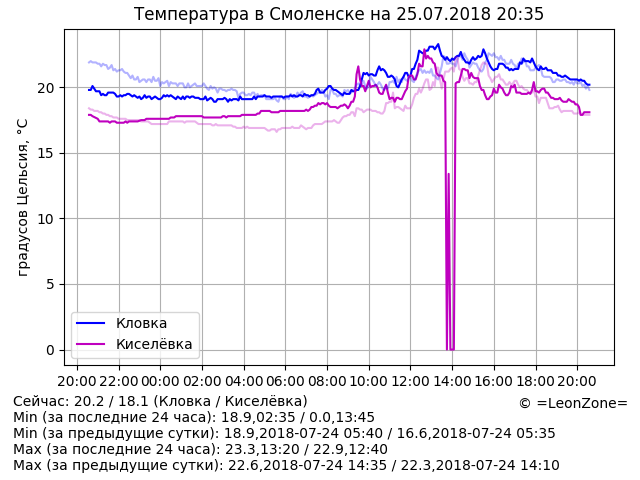 Температура в Смоленске на 25.07.2018 20:35
градусов Цельсия, °C
20
15
10
5
0
Кловка
Киселёвка
20:00 22:00 00:00 02:00 04:00 06:00 08:00 10:00 12:00 14:00 16:00 18:00 20:00
Сейчас: 20.2 / 18.1 (Кловка / Киселёвка)
© =LeonZone=
Min (за последние 24 часа): 18.9,02:35 / 0.0,13:45
Min (за предыдущие сутки): 18.9,2018-07-24 05:40 / 16.6,2018-07-24 05:35
Max (за последние 24 часа): 23.3,13:20 / 22.9,12:40
Max (за предыдущие сутки): 22.6,2018-07-24 14:35 / 22.3,2018-07-24 14:10